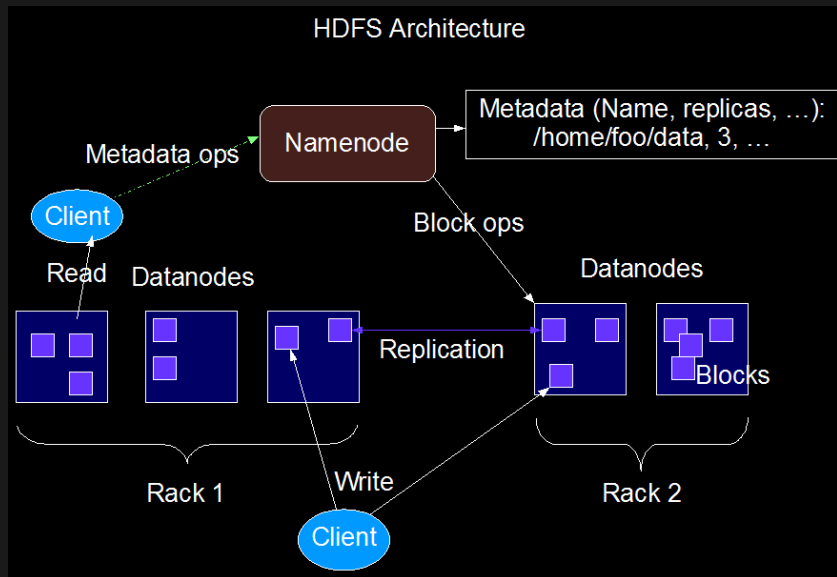 HDFS Architecture
Metadata (Name, replicas, …):
/home/foo/data, 3, …
Namenode
Metadata ops
Client
Block ops
Read
Datanodes
Datanodes
Replication
Blocks
Rack 1
Write
Rack 2
Client